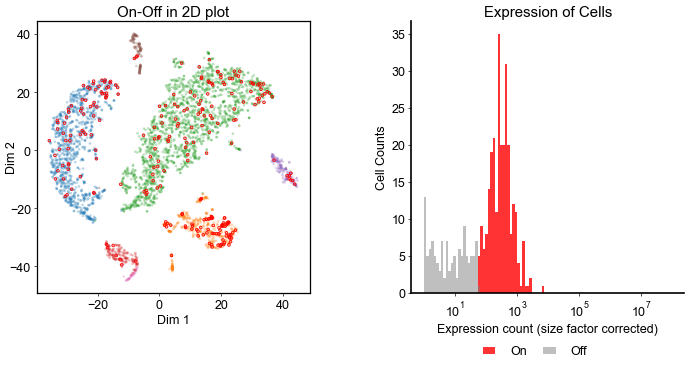 On-Off in 2D plot
40
20
0
−20
−40
Dim 2
−20 0 20 40
Dim 1
Expression of Cells
35
30
25
20
15
10
5
0
Cell Counts
10^1 10^3 10^5 10^7
Expression count (size factor corrected)
On Off